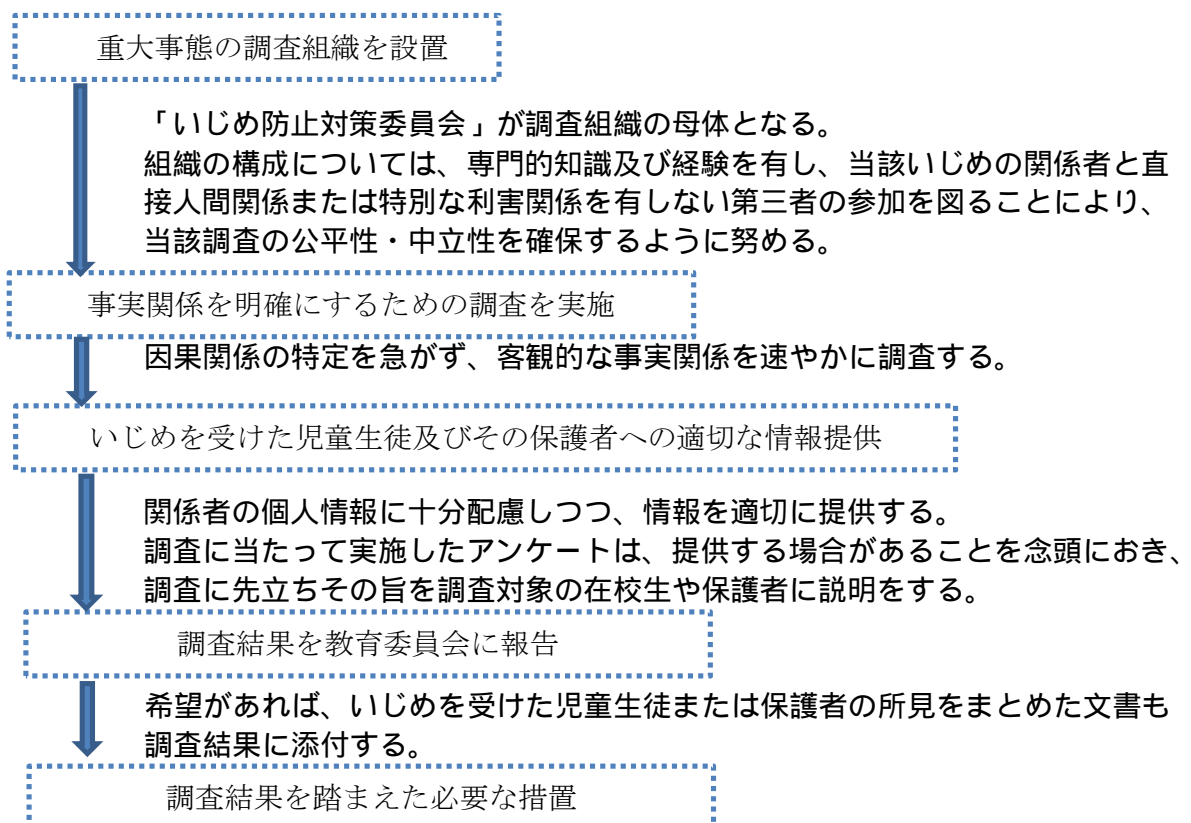 重大事態の調査組織を設置
「いじめ防止対策委員会」が調査組織の母体となる。
組織の構成については、専門的知識及び経験を有し、当該いじめの関係者と直
接人間関係または特別な利害関係を有しない第三者の参加を図ることにより、
当該調査の公平性・中立性を確保するように努める。
事実関係を明確にするための調査を実施
因果関係の特定を急がず、客観的な事実関係を速やかに調査する。
いじめを受けた児童生徒及びその保護者への適切な情報提供
関係者の個人情報に十分配慮しつつ、情報を適切に提供する。
調査に当たって実施したアンケートは、提供する場合があることを念頭におき、
調査に先立ちその旨を調査対象の在校生や保護者に説明をする。
調査結果を教育委員会に報告
希望があれば、いじめを受けた児童生徒または保護者の所見をまとめた文書も
調査結果に添付する。
調査結果を踏まえた必要な措置